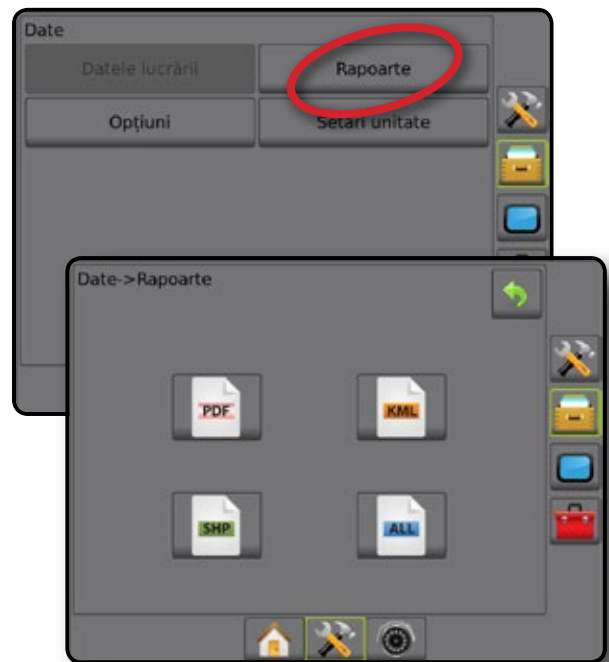 Date
Datele lucrării
Rapoarte
Opțiuni
Setări unitate
Date->Rapoarte
PDF
KML
SHP
ALL